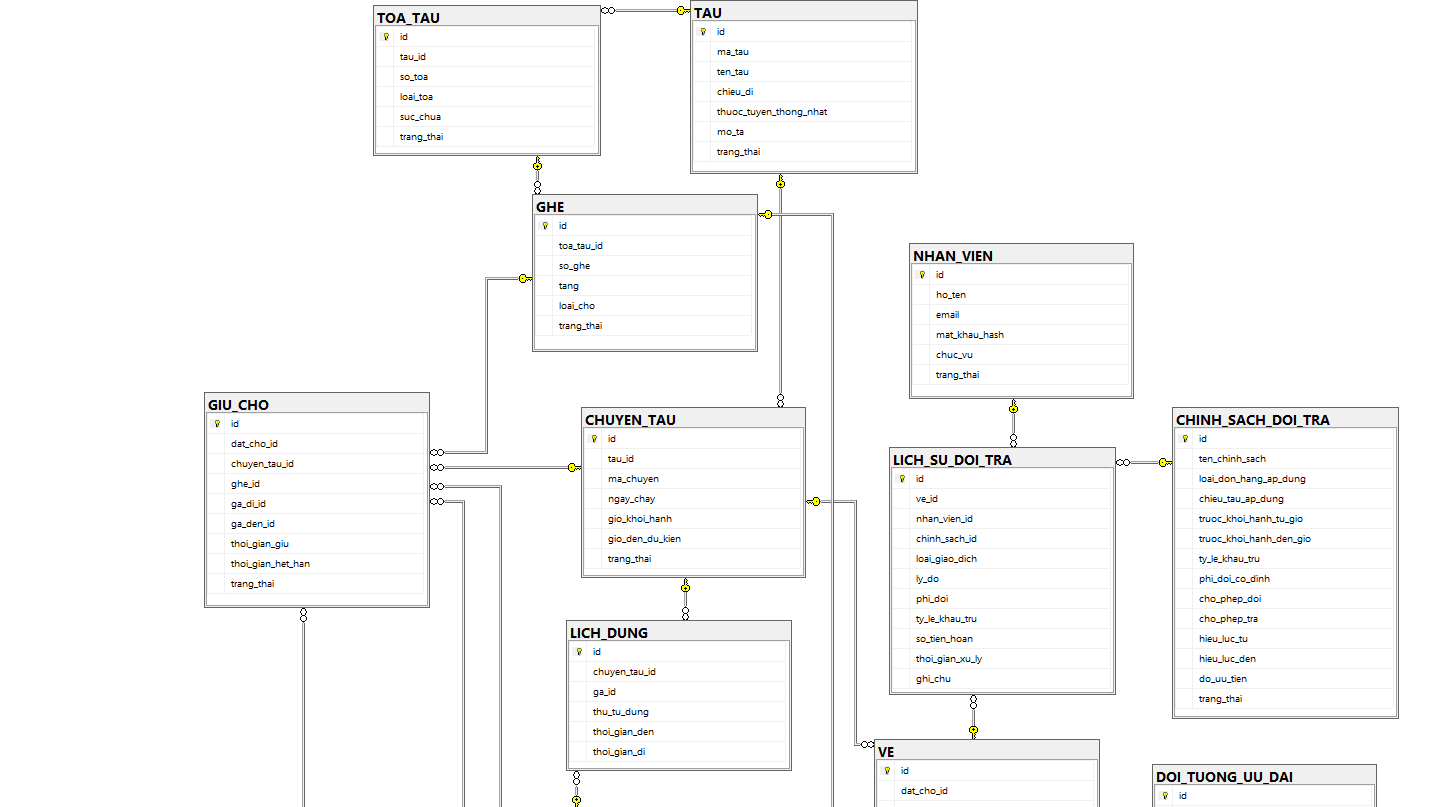 TOA_TAU
id
tau_id
so_toa
loai_toa
suc_chua
trang_thai
TAU
id
ma_tau
ten_tau
chieu_di
thuoc_tuyen_thong_nhat
mo_ta
trang_thai
GHE
id
toa_tau_id
so_ghe
tang
loai_cho
trang_thai
NHAN_VIEN
id
ho_ten
email
mat_khau_hash
chuc_vu
trang_thai
GIU_CHO
id
dat_cho_id
chuyen_tau_id
ghe_id
ga_di_id
ga_den_id
thoi_gian_giu
thoi_gian_het_han
trang_thai
CHUYEN_TAU
id
tau_id
ma_chuyen
ngay_chay
gio_khoi_hanh
gio_den_du_kien
trang_thai
CHINH_SACH_DOI_TRA
id
ten_chinh_sach
loai_don_hang_ap_dung
chieu_tau_ap_dung
truoc_khoi_hanh_tu_gio
truoc_khoi_hanh_den_gio
ty_le_khau_tru
phi_doi_co_dinh
cho_phep_doi
cho_phep_tra
hieu_luc_tu
hieu_luc_den
do_uu_tien
trang_thai
LICH_SU_DOI_TRA
id
ve_id
nhan_vien_id
chinh_sach_id
loai_giao_dich
ly_do
phi_doi
ty_le_khau_tru
so_tien_hoan
thoi_gian_xu_ly
ghi_chu
LICH_DUNG
id
chuyen_tau_id
ga_id
thu_tu_dung
thoi_gian_den
thoi_gian_di
VE
id
dat_cho_id
DOI_TUONG_UU_DAI
id